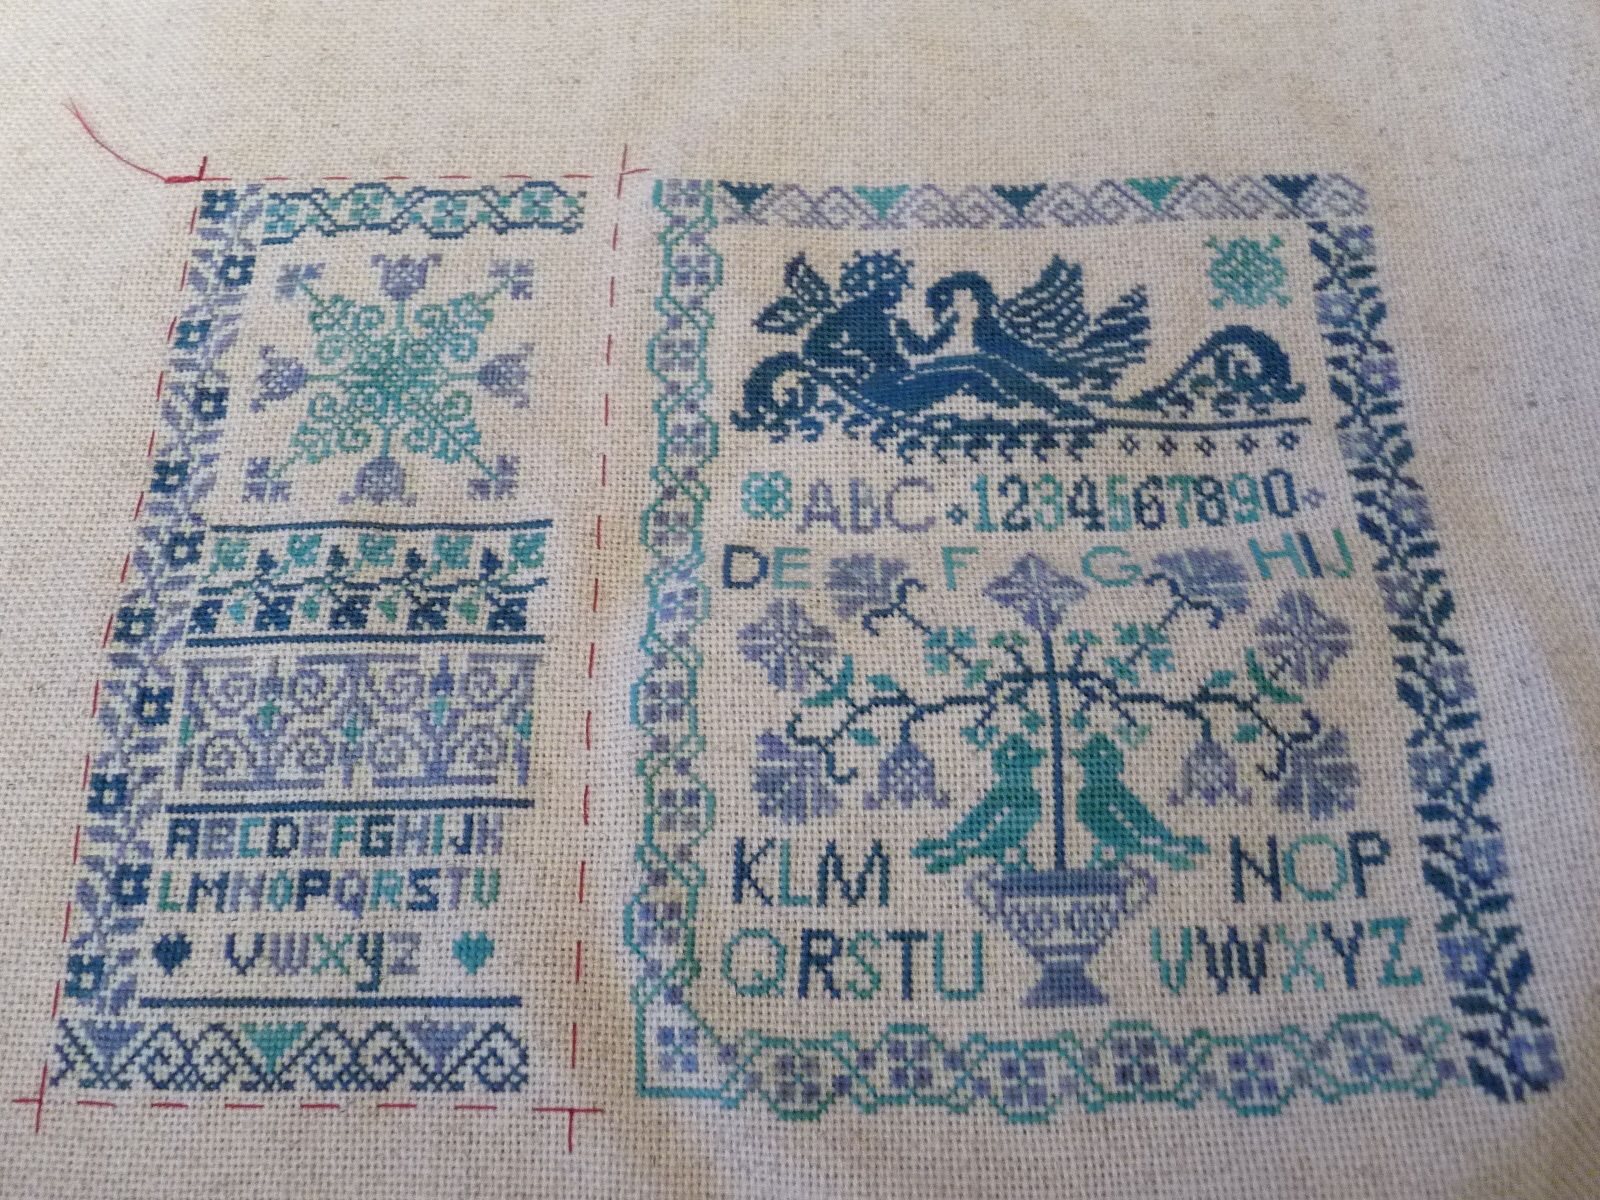 ABCDEFGHIJK
LMNOPQRSTU
VWXYZ
ABC 1234567890
DE F G HIJ
KLM NOP
QRSTU VWXYZ